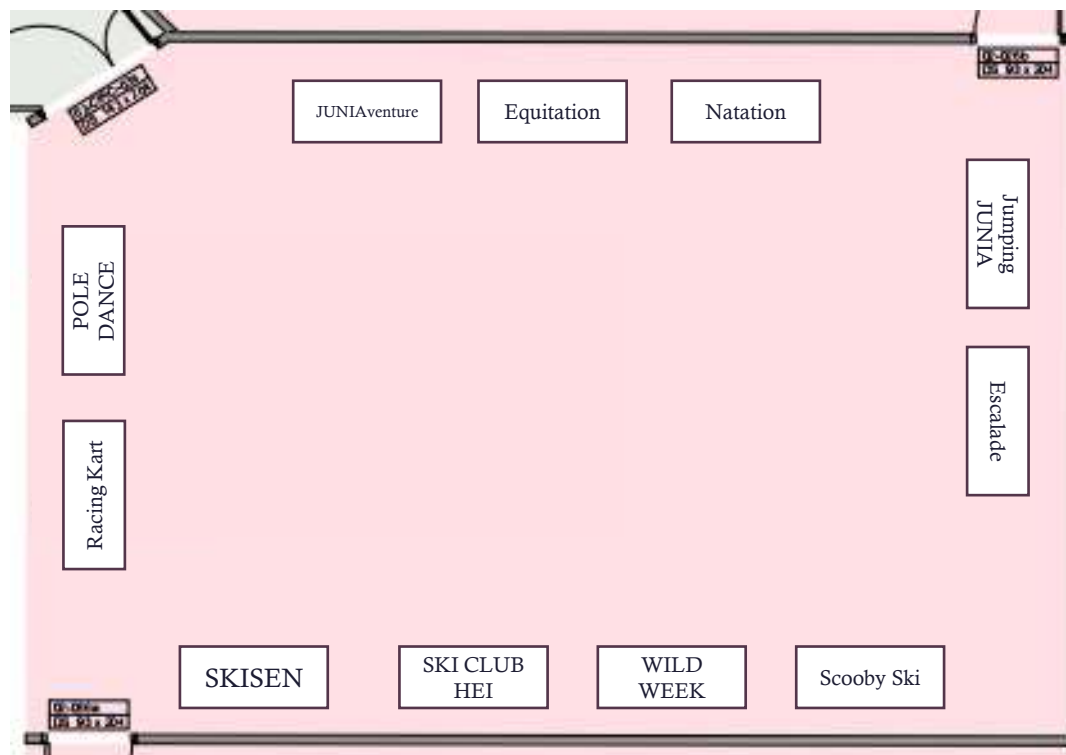 JUNIAventure
Equitation
Natation
Jumping
JUNIA
POLE
DANCE
Escalade
Racing Kart
SKISEN
SKI CLUB
HEI
WILD
WEEK
Scooby Ski